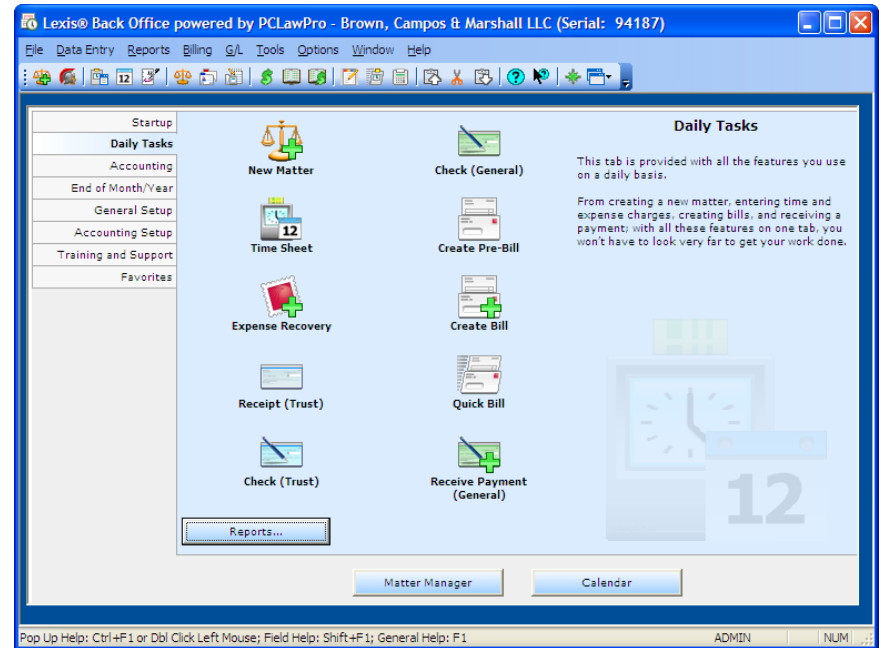 Lexis® Back Office powered by PCLawPro - Brown, Campos & Marshall LLC (Serial: 94187)
File Data Entry Reports Billing G/L Tools Options Window Help
12
Startup
Daily Tasks
Accounting
End of Month/Year
General Setup
Accounting Setup
Training and Support
Favorites
New Matter
Check (General)
12
Time Sheet
Create Pre-Bill
Expense Recovery
Create Bill
Receipt (Trust)
Quick Bill
Check (Trust)
Receive Payment
(General)
Reports...
Daily Tasks
This tab is provided with all the features you use
on a daily basis.
From creating a new matter, entering time and
expense charges, creating bills, and receiving a
payment; with all these features on one tab, you
won't have to look very far to get your work done.
12
Matter Manager
Calendar
Pop Up Help: Ctrl+F1 or Dbl Click Left Mouse; Field Help: Shift+F1; General Help: F1
ADMIN
NUM